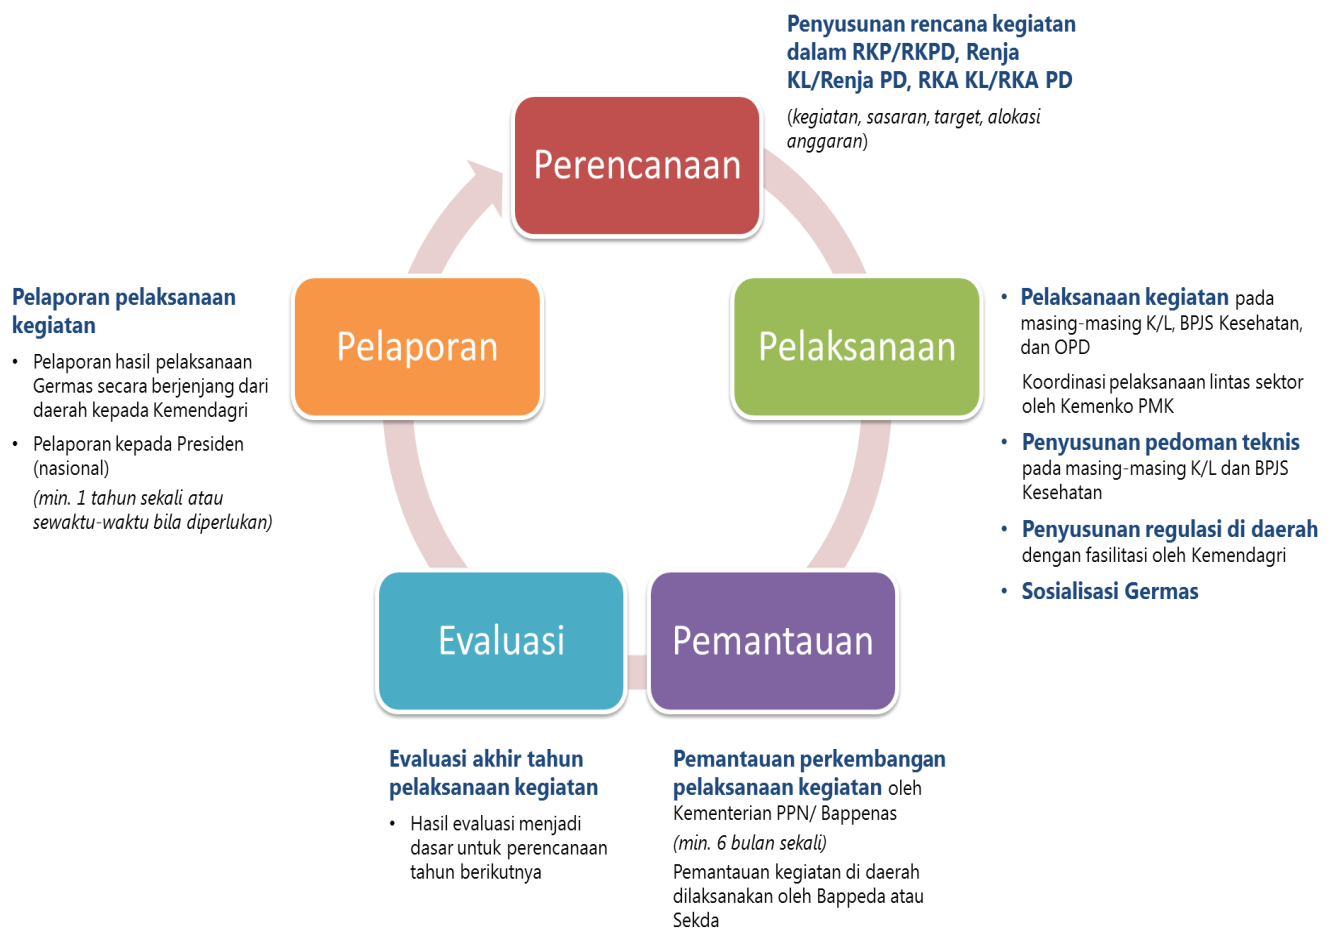 Penyusunan rencana kegiatan
dalam RKP/RKPD, Renja
KL/Renja PD, RKA KL/RKA PD
(kegiatan, sasaran, target, alokasi
anggaran)
Perencanaan
Pelaksanaan
• Pelaksanaan kegiatan pada
masing-masing K/L, BPJS Kesehatan,
dan OPD
Koordinasi pelaksanaan lintas sektor
oleh Kemenko PMK
• Penyusunan pedoman teknis
pada masing-masing K/L dan BPJS
Kesehatan
• Penyusunan regulasi di daerah
dengan fasilitasi oleh Kemendagri
• Sosialisasi Germas
Pemantauan
Pemantauan perkembangan
pelaksanaan kegiatan oleh
Kementerian PPN/ Bappenas
(min. 6 bulan sekali)
Pemantauan kegiatan di daerah
dilaksanakan oleh Bappeda atau
Sekda
Evaluasi
Evaluasi akhir tahun
pelaksanaan kegiatan
• Hasil evaluasi menjadi
dasar untuk perencanaan
tahun berikutnya
Pelaporan
Pelaporan pelaksanaan
kegiatan
• Pelaporan hasil pelaksanaan
Germas secara berjenjang dari
daerah kepada Kemendagri
• Pelaporan kepada Presiden
(nasional)
(min. 1 tahun sekali atau
sewaktu-waktu bila diperlukan)